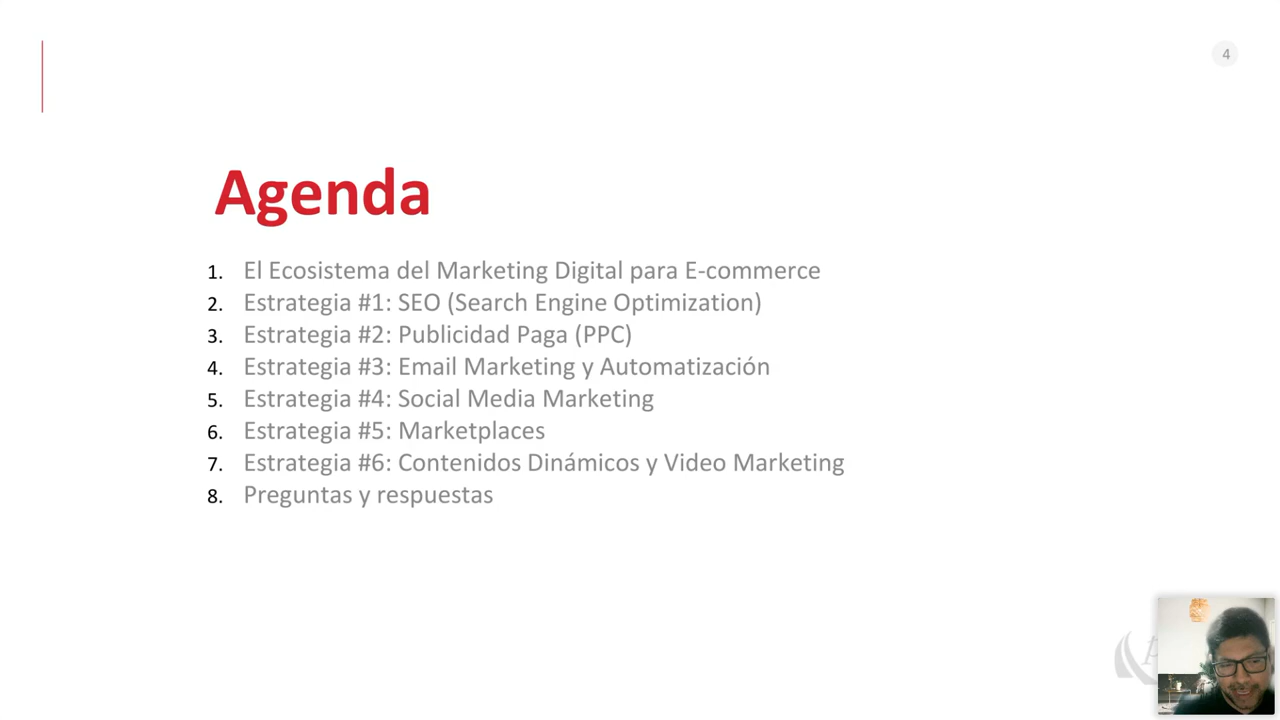 4
Agenda
1. El Ecosistema del Marketing Digital para E-commerce
2. Estrategia #1: SEO (Search Engine Optimization)
3. Estrategia #2: Publicidad Paga (PPC)
4. Estrategia #3: Email Marketing y Automatización
5. Estrategia #4: Social Media Marketing
6. Estrategia #5: Marketplaces
7. Estrategia #6: Contenidos Dinámicos y Video Marketing
8. Preguntas y respuestas